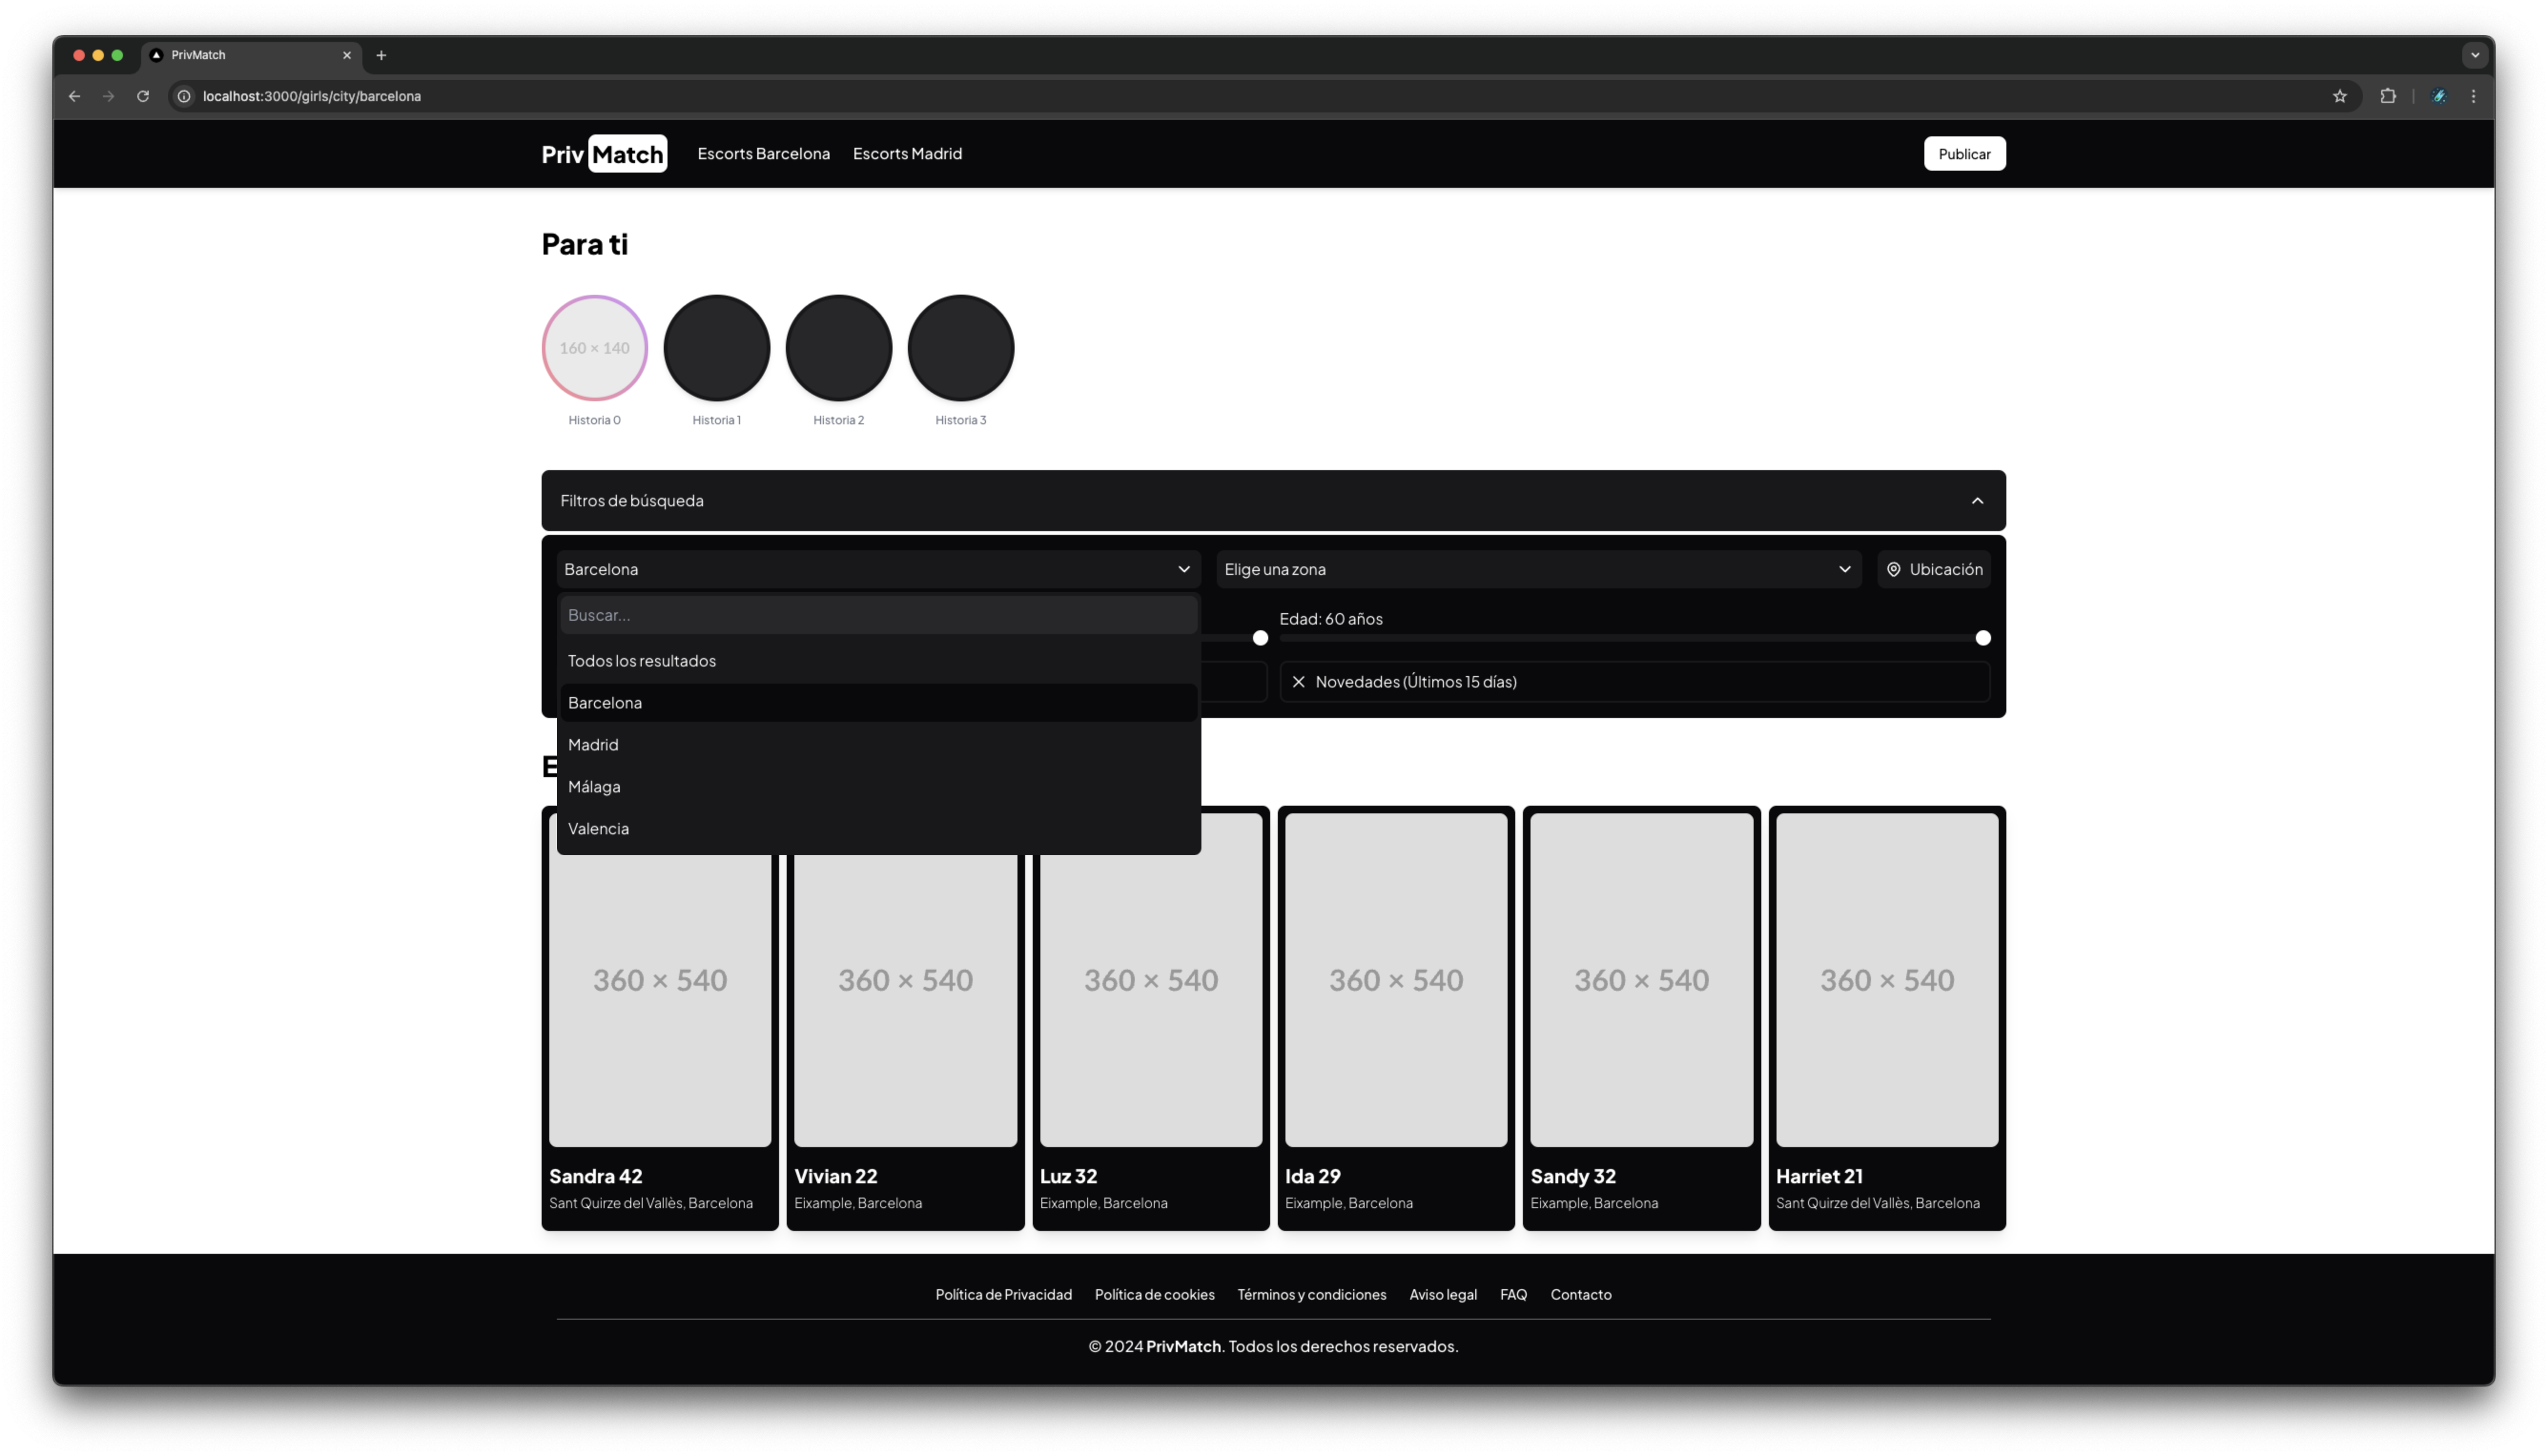 PrivMatch
localhost:3000/girls/city/barcelona
Priv Match Escorts Barcelona Escorts Madrid Publicar
Para ti
160 × 140
Historia 0 Historia 1 Historia 2 Historia 3
Filtros de búsqueda
Barcelona Elige una zona Ubicación
Buscar...
Edad: 60 años
Todos los resultados
Novedades (Últimos 15 días)
Barcelona
Madrid
E
Málaga
Valencia
360 × 540 360 × 540 360 × 540 360 × 540 360 × 540 360 × 540
Sandra 42 Vivian 22 Luz 32 Ida 29 Sandy 32 Harriet 21
Sant Quirze del Vallès, Barcelona Eixample, Barcelona Eixample, Barcelona Eixample, Barcelona Eixample, Barcelona Sant Quirze del Vallès, Barcelona
Política de Privacidad Política de cookies Términos y condiciones Aviso legal FAQ Contacto
© 2024 PrivMatch. Todos los derechos reservados.